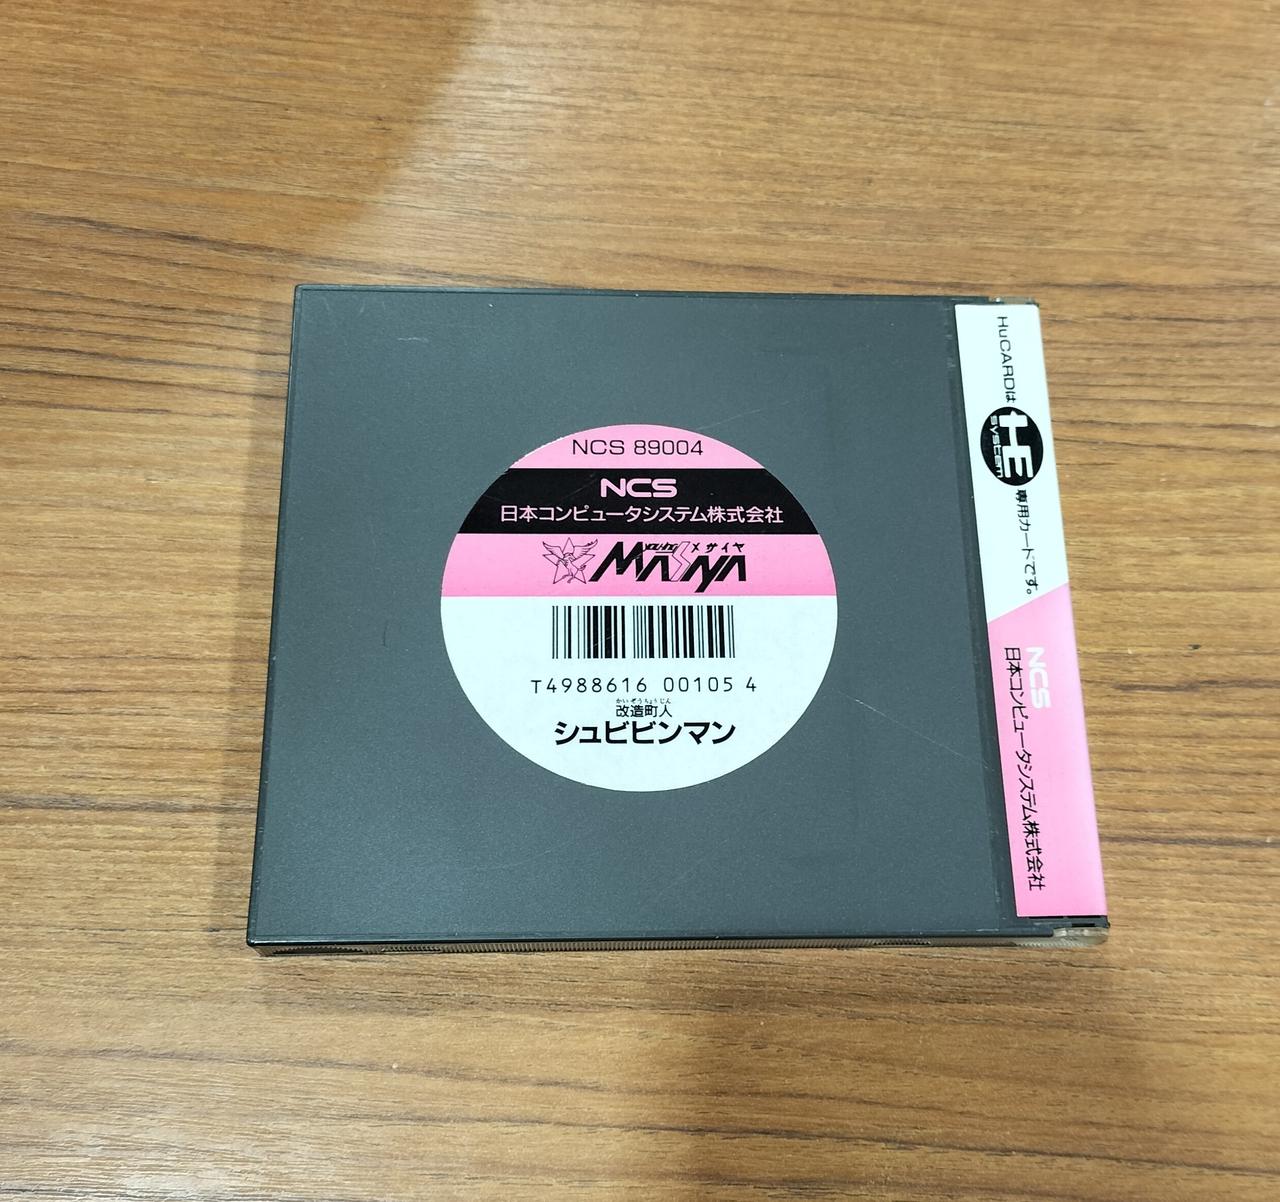 NCS 89004
NCS
日本コンピュータシステム株式会社
メサイヤ
MASAYA
T4988616 00105 4
かいぞうちょうじん
改造町人
シュビビンマン
HuCARDは HE system 専用カードです。
NCS
日本コンピュータシステム株式会社